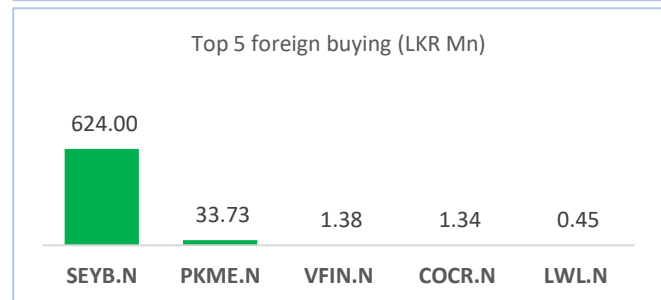 Top 5 foreign buying (LKR Mn)
624.00
33.73
1.38
1.34
0.45
SEYB.N
PKME.N
VFIN.N
COCR.N
LWL.N